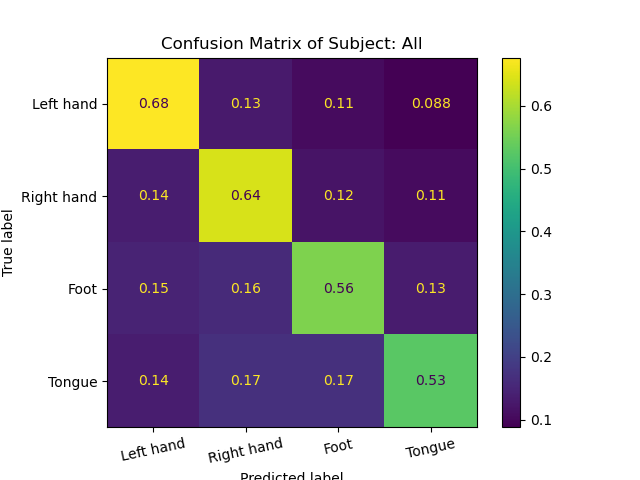 Confusion Matrix of Subject: All
Left hand 0.68 0.13 0.11 0.088
Right hand 0.14 0.64 0.12 0.11
Foot 0.15 0.16 0.56 0.13
Tongue 0.14 0.17 0.17 0.53
Left hand Right hand Foot Tongue
Predicted label
True label
0.6
0.5
0.4
0.3
0.2
0.1